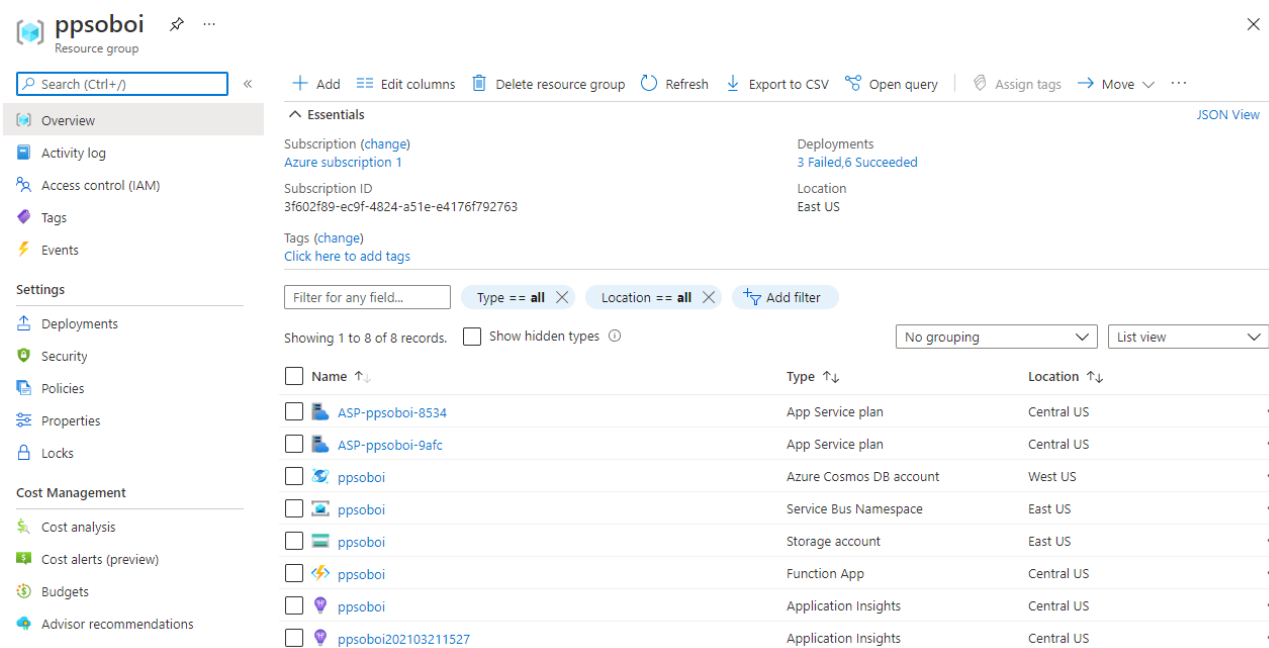 ppsoboi
Resource group
Search (Ctrl+/)
Overview
Activity log
Access control (IAM)
Tags
Events
Settings
Deployments
Security
Policies
Properties
Locks
Cost Management
Cost analysis
Cost alerts (preview)
Budgets
Advisor recommendations
Add Edit columns Delete resource group Refresh Export to CSV Open query Assign tags Move
Essentials JSON View
Subscription (change)
Azure subscription 1
Subscription ID
3f602f89-ec9f-4824-a51e-e4176f792763
Tags (change)
Click here to add tags
Deployments
3 Failed,6 Succeeded
Location
East US
Filter for any field... Type == all Location == all Add filter
Showing 1 to 8 of 8 records. Show hidden types No grouping List view
Name Type Location
ASP-ppsoboi-8534 App Service plan Central US
ASP-ppsoboi-9afc App Service plan Central US
ppsoboi Azure Cosmos DB account West US
ppsoboi Service Bus Namespace East US
ppsoboi Storage account East US
ppsoboi Function App Central US
ppsoboi Application Insights Central US
ppsoboi202103211527 Application Insights Central US